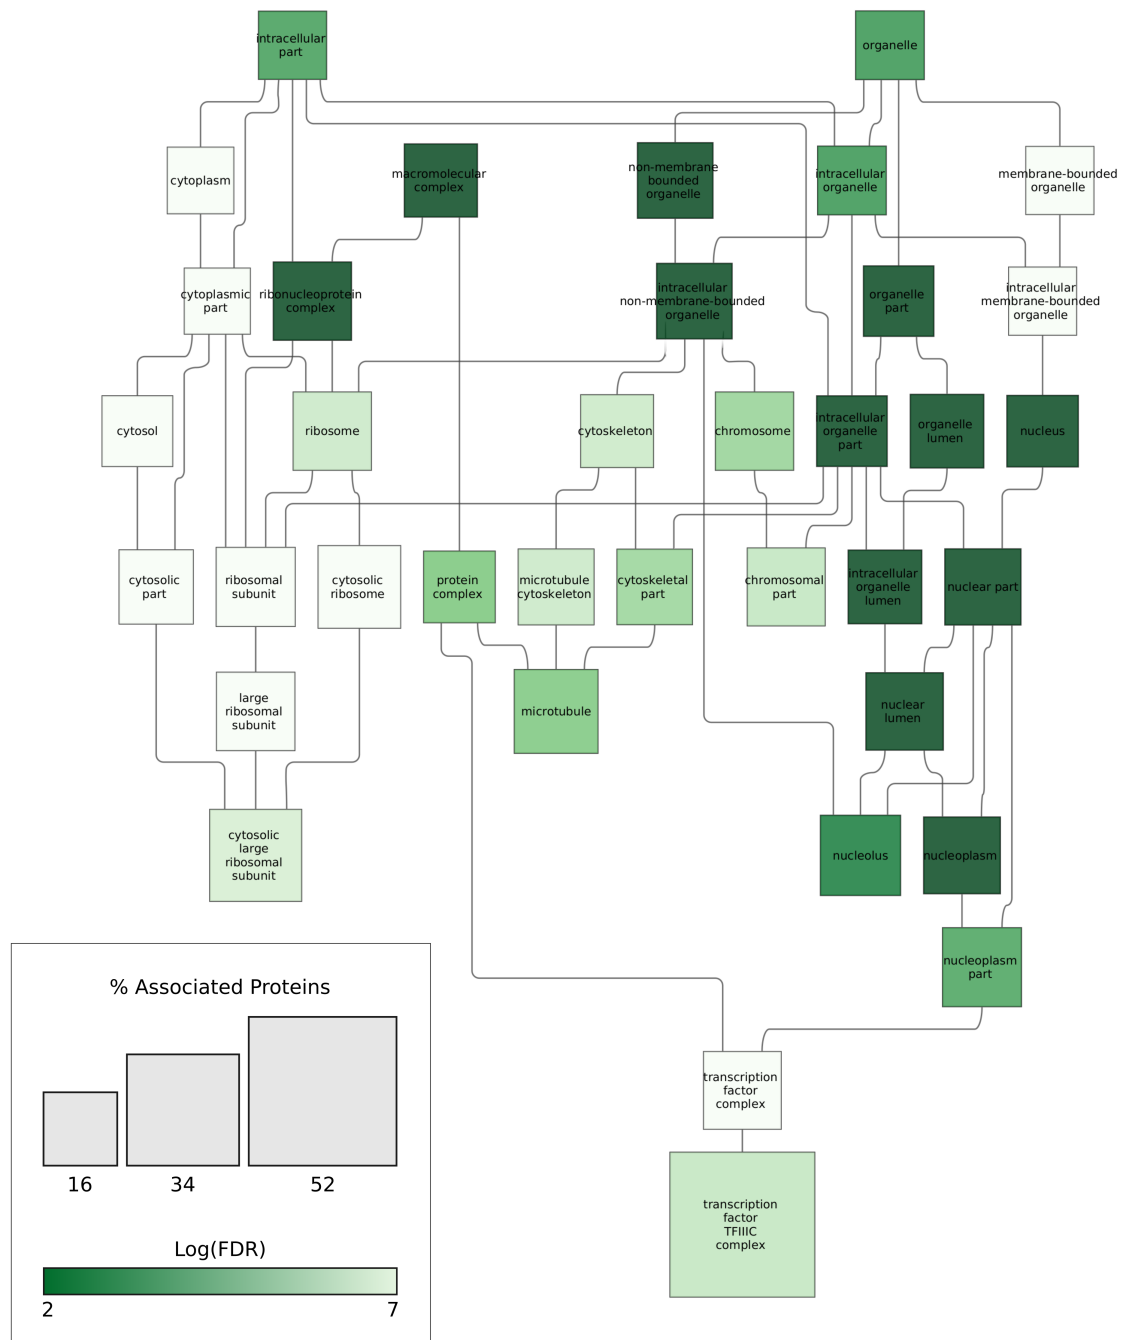 intracellular
part
organelle
cytoplasm
macromolecular
complex
non-membrane
bounded
organelle
intracellular
organelle
membrane-bounded
organelle
cytoplasmic
part
ribonucleoprotein
complex
intracellular
non-membrane-bounded
organelle
organelle
part
intracellular
membrane-bounded
organelle
cytosol
ribosome
cytoskeleton
chromosome
intracellular
organelle
part
organelle
lumen
nucleus
cytosolic
part
ribosomal
subunit
cytosolic
ribosome
protein
complex
microtubule
cytoskeleton
cytoskeletal
part
chromosomal
part
intracellular
organelle
lumen
nuclear part
large
ribosomal
subunit
microtubule
nuclear
lumen
cytosolic
large
ribosomal
subunit
nucleolus
nucleoplasm
nucleoplasm
part
transcription
factor
complex
transcription
factor
TFIIIC
complex
% Associated Proteins
16
34
52
Log(FDR)
2
7